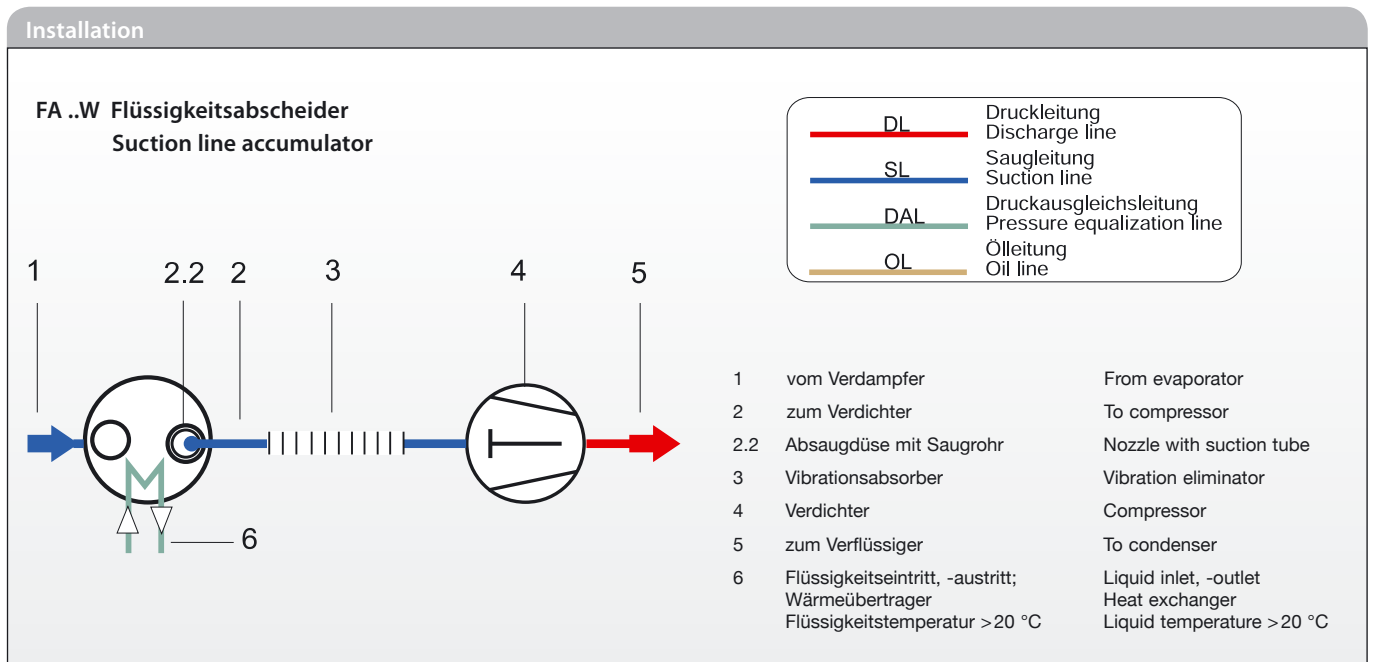 Installation
FA ..W Flüssigkeitsabscheider
Suction line accumulator
DL Druckleitung
Discharge line
SL Saugleitung
Suction line
DAL Druckausgleichsleitung
Pressure equalization line
OL Ölleitung
Oil line
1 2.2 2 3 4 5
6
1 vom Verdampfer From evaporator
2 zum Verdichter To compressor
2.2 Absaugdüse mit Saugrohr Nozzle with suction tube
3 Vibrationsabsorber Vibration eliminator
4 Verdichter Compressor
5 zum Verflüssiger To condenser
6 Flüssigkeitseintritt, -austritt; Liquid inlet, -outlet
Wärmeübertrager Heat exchanger
Flüssigkeitstemperatur >20 °C Liquid temperature >20 °C